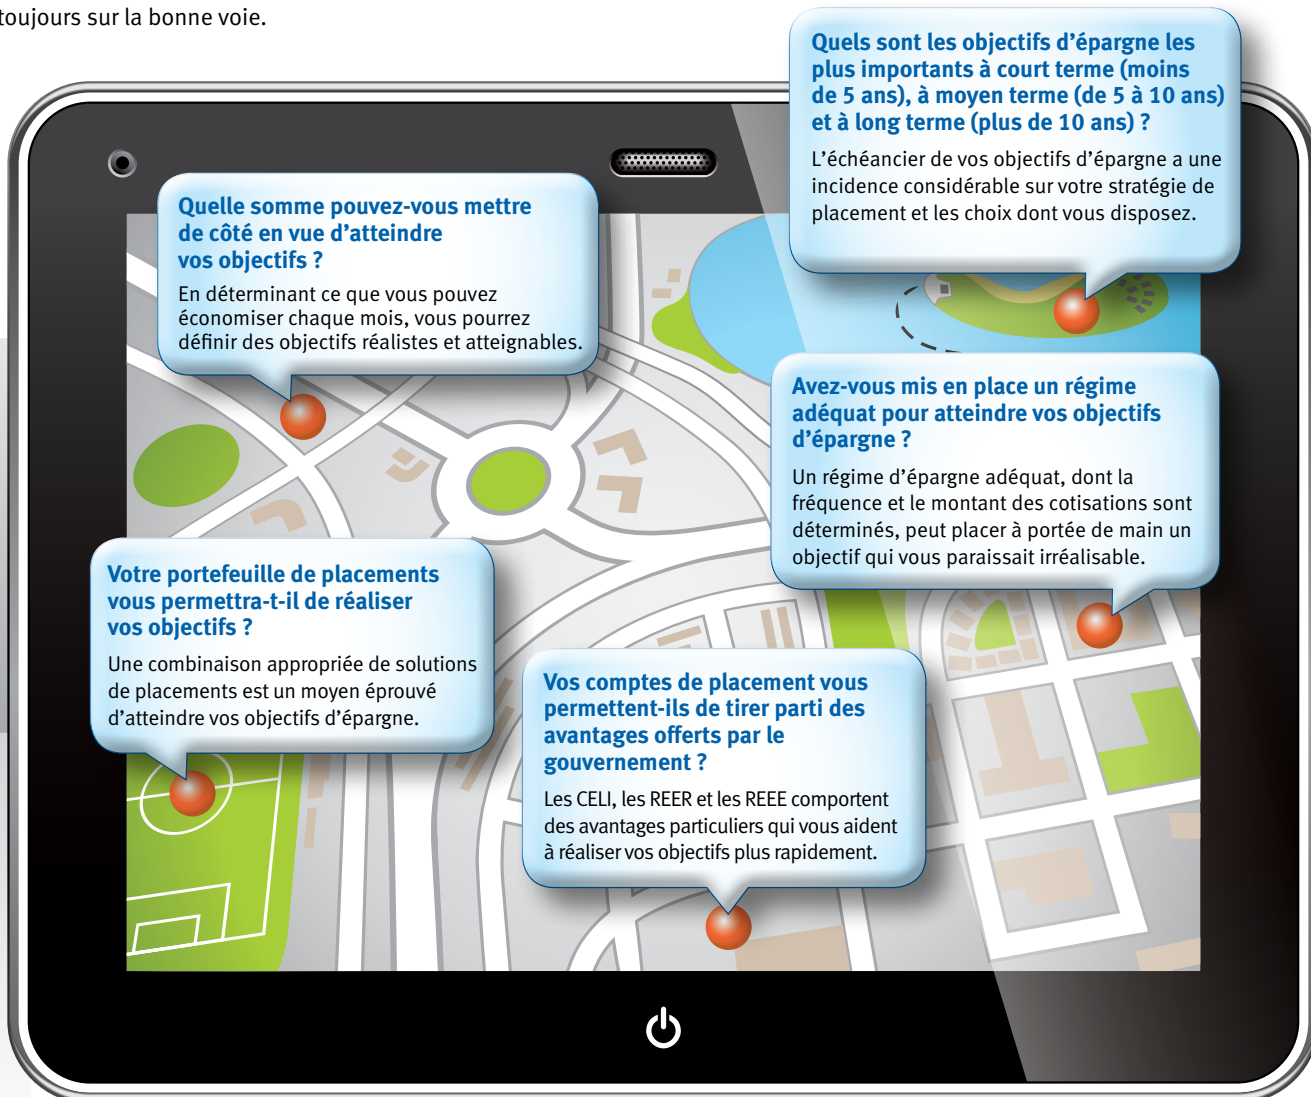 toujours sur la bonne voie.
Quels sont les objectifs d’épargne les
plus importants à court terme (moins
de 5 ans), à moyen terme (de 5 à 10 ans)
et à long terme (plus de 10 ans) ?
L’échéancier de vos objectifs d’épargne a une
incidence considérable sur votre stratégie de
placement et les choix dont vous disposez.
Quelle somme pouvez-vous mettre
de côté en vue d’atteindre
vos objectifs ?
En déterminant ce que vous pouvez
économiser chaque mois, vous pourrez
définir des objectifs réalistes et atteignables.
Avez-vous mis en place un régime
adéquat pour atteindre vos objectifs
d’épargne ?
Un régime d’épargne adéquat, dont la
fréquence et le montant des cotisations sont
déterminés, peut placer à portée de main un
objectif qui vous paraissait irréalisable.
Votre portefeuille de placements
vous permettra-t-il de réaliser
vos objectifs ?
Une combinaison appropriée de solutions
de placements est un moyen éprouvé
d’atteindre vos objectifs d’épargne.
Vos comptes de placement vous
permettent-ils de tirer parti des
avantages offerts par le
gouvernement ?
Les CELI, les REER et les REEE comportent
des avantages particuliers qui vous aident
à réaliser vos objectifs plus rapidement.